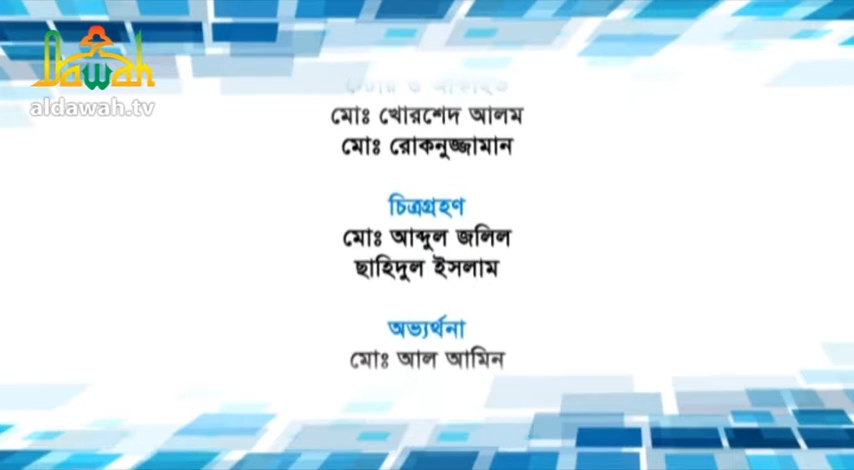 Dawah
aldawah.tv
মোঃ খোরশেদ আলম
মোঃ রোকনুজ্জামান
চিত্রগ্রহণ
মোঃ আব্দুল জলিল
ছাহিদুল ইসলাম
অভ্যর্থনা
মোঃ আল আমিন